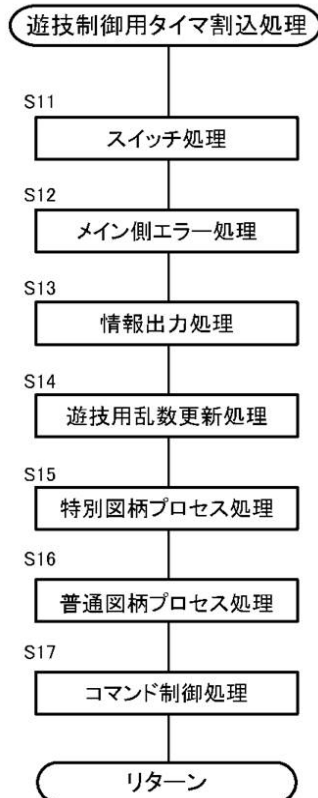 遊技制御用タイマ割込処理
S11
スイッチ処理
S12
メイン側エラー処理
S13
情報出力処理
S14
遊技用乱数更新処理
S15
特別図柄プロセス処理
S16
普通図柄プロセス処理
S17
コマンド制御処理
リターン